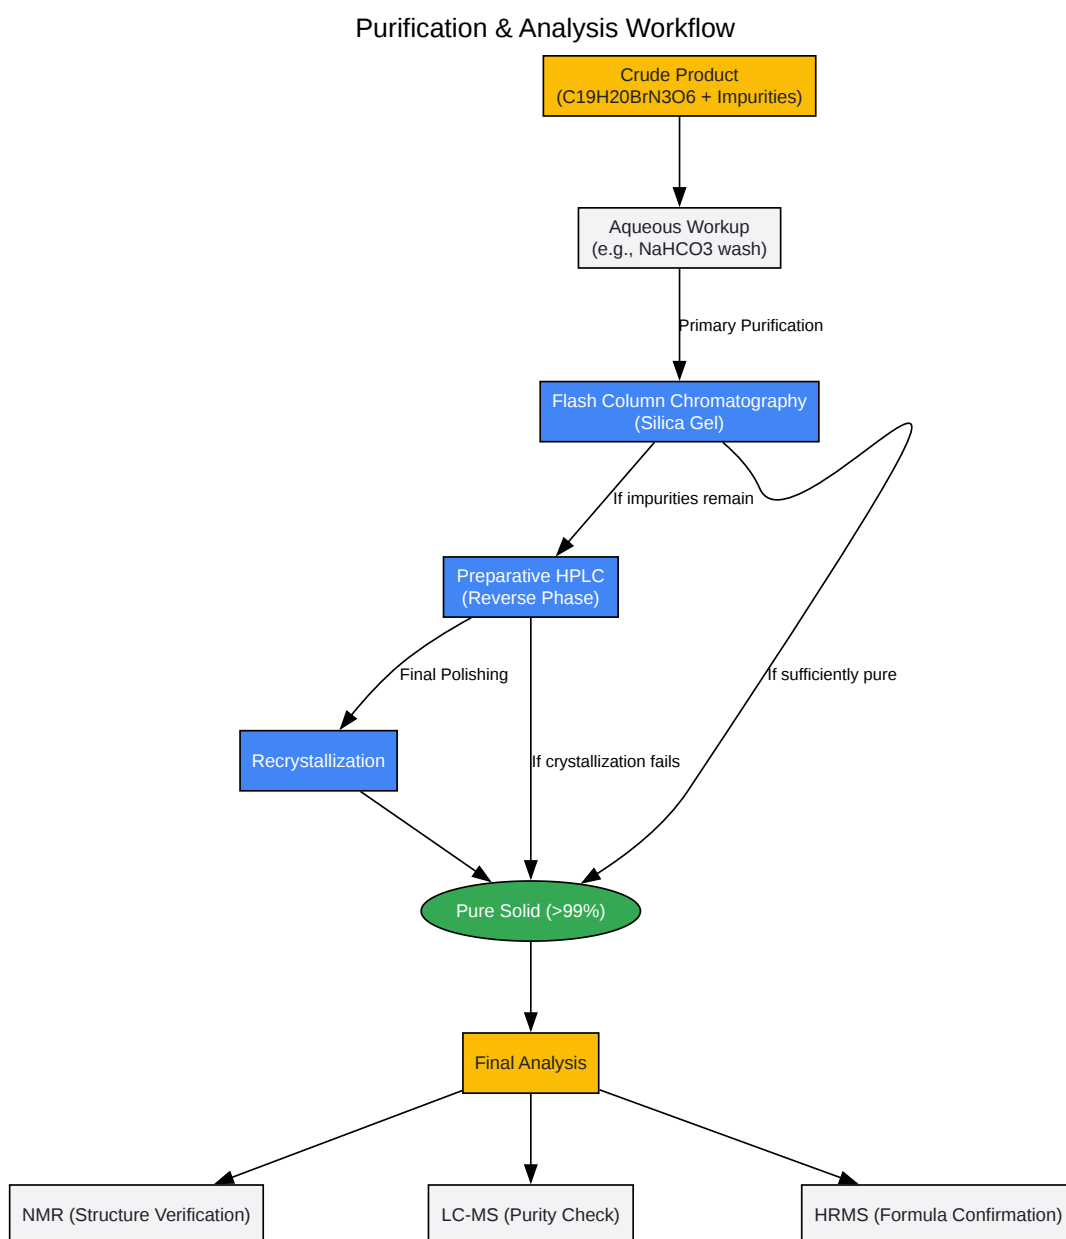 Purification & Analysis Workflow
Crude Product
(C19H20BrN3O6 + Impurities)
Aqueous Workup
(e.g., NaHCO3 wash)
Primary Purification
Flash Column Chromatography
(Silica Gel)
If impurities remain
Preparative HPLC
(Reverse Phase)
Final Polishing
If sufficiently pure
Recrystallization
If crystallization fails
Pure Solid (>99%)
Final Analysis
NMR (Structure Verification)
LC-MS (Purity Check)
HRMS (Formula Confirmation)